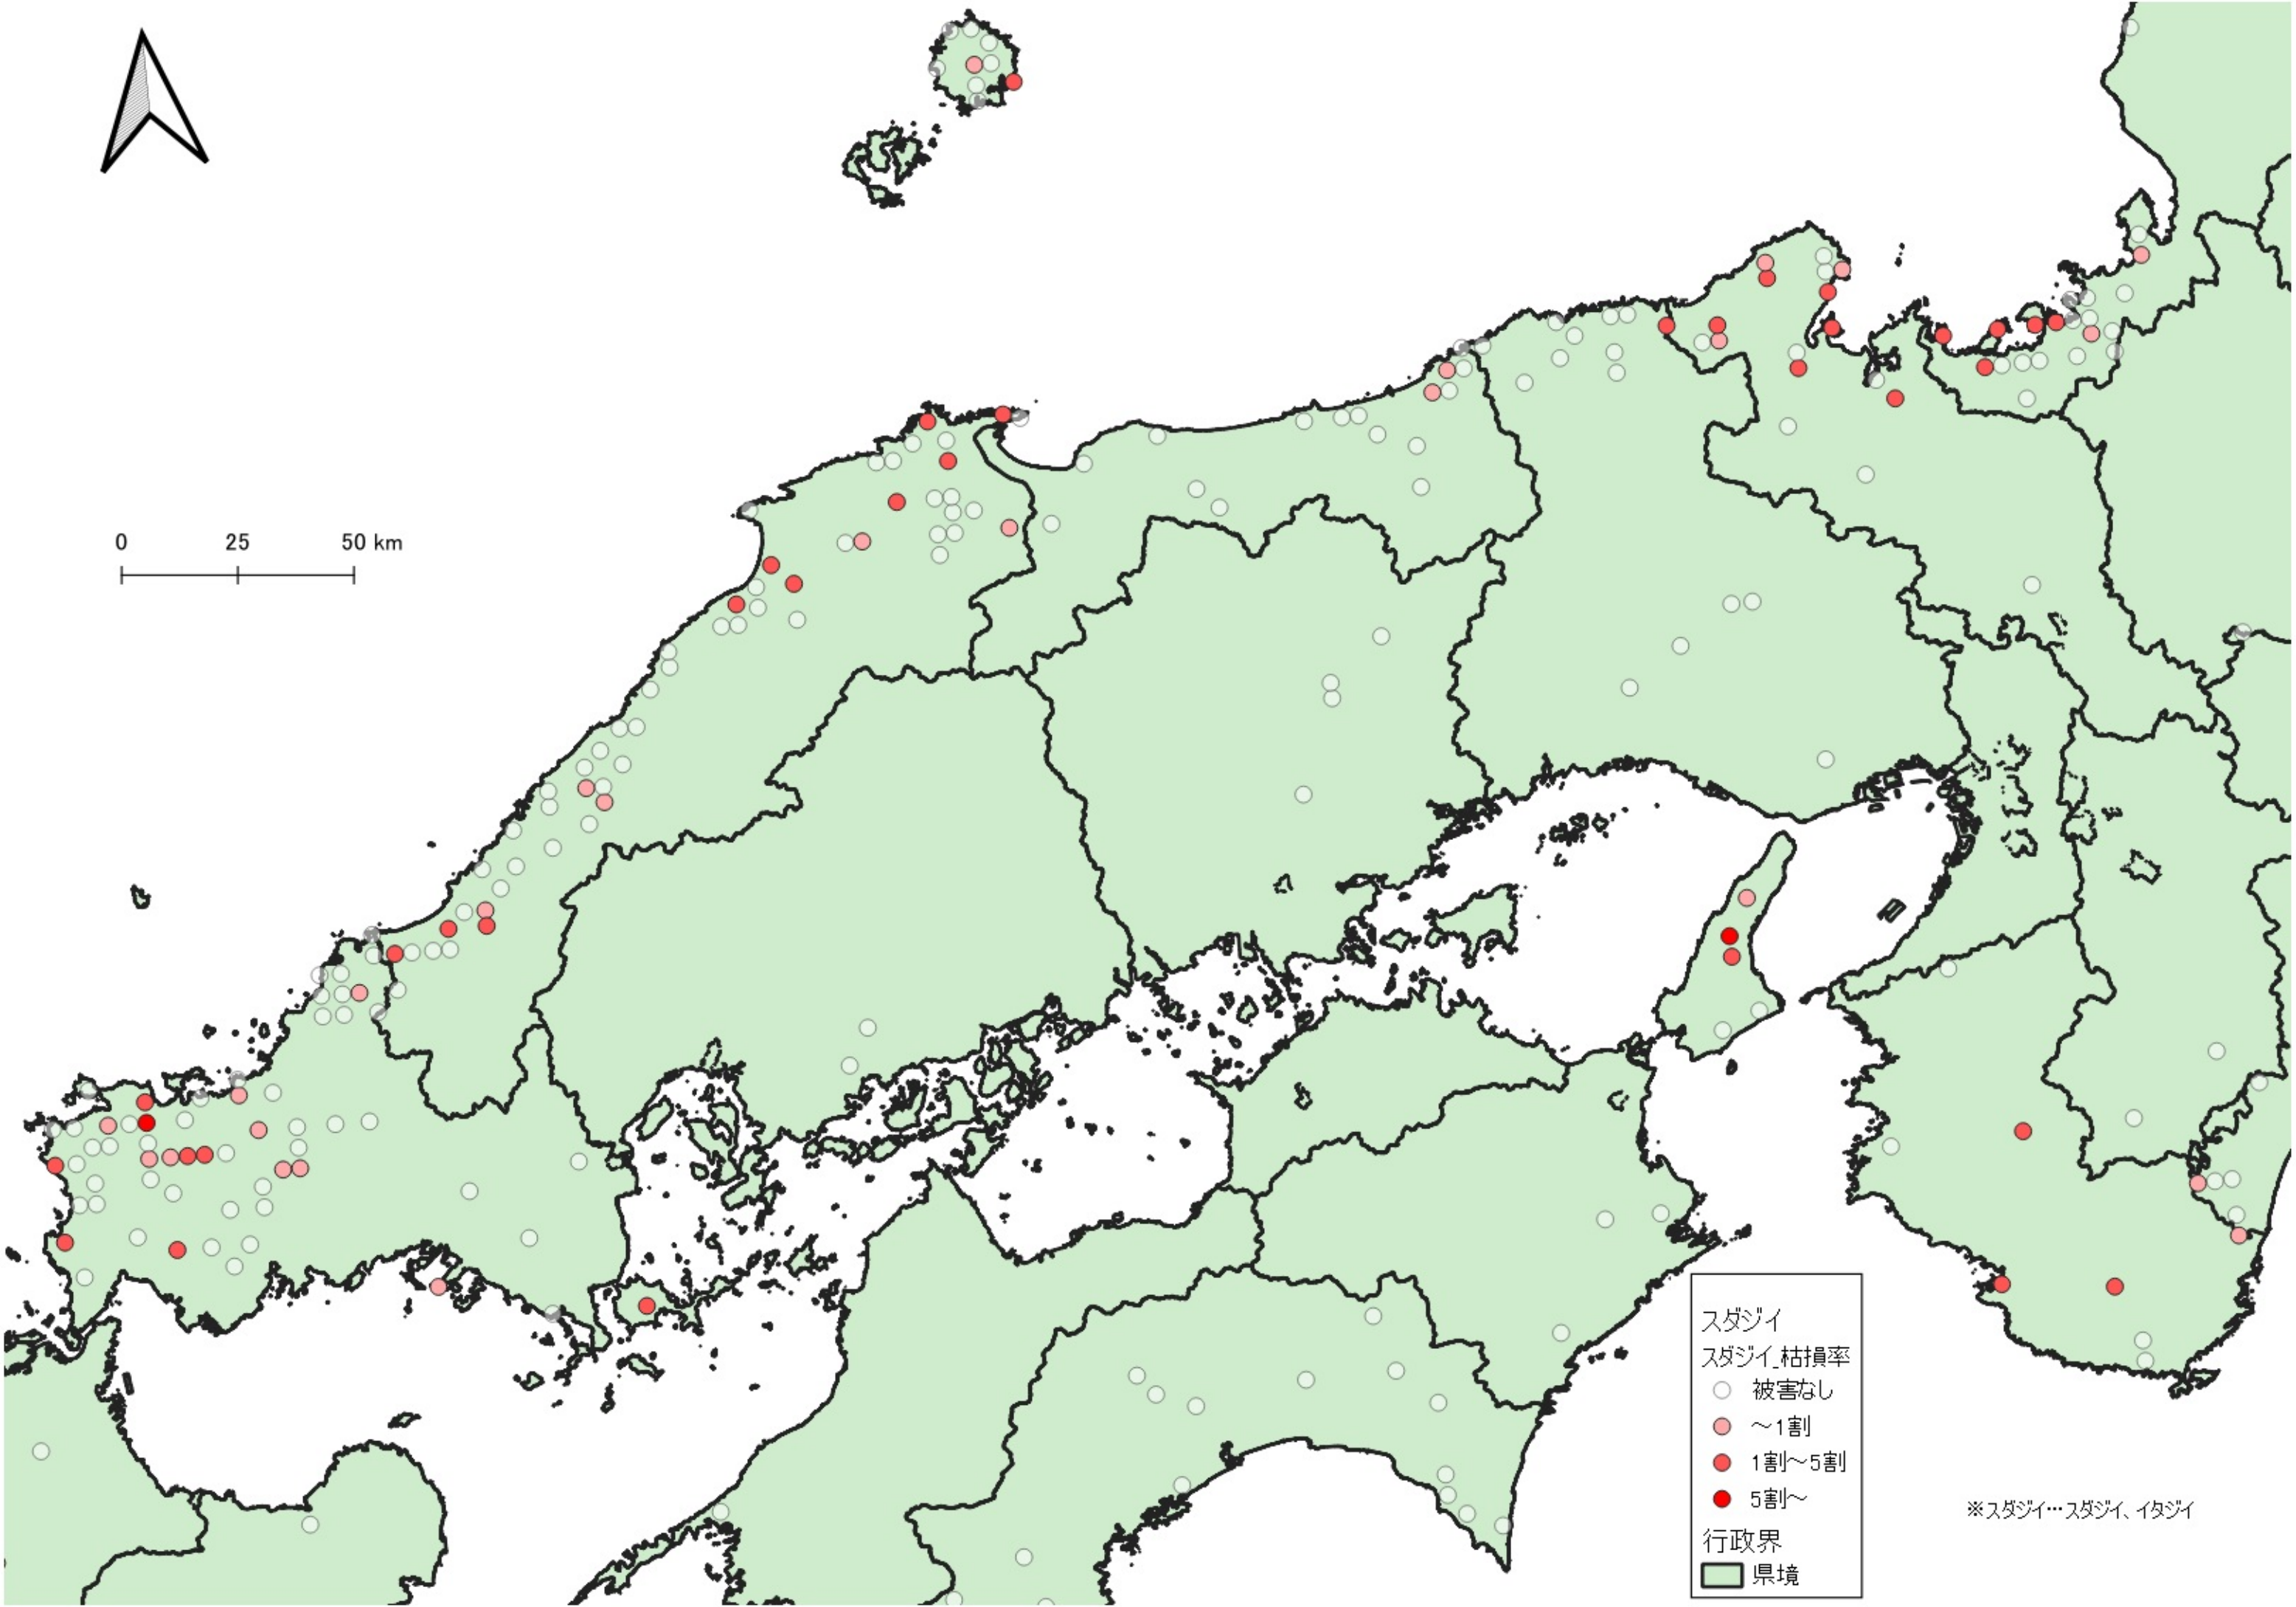 0 25 50 km
スダジイ
スダジイ_枯損率
被害なし
～1割
1割～5割
5割～
行政界
県境
※スダジイ…スダジイ、イタジイ